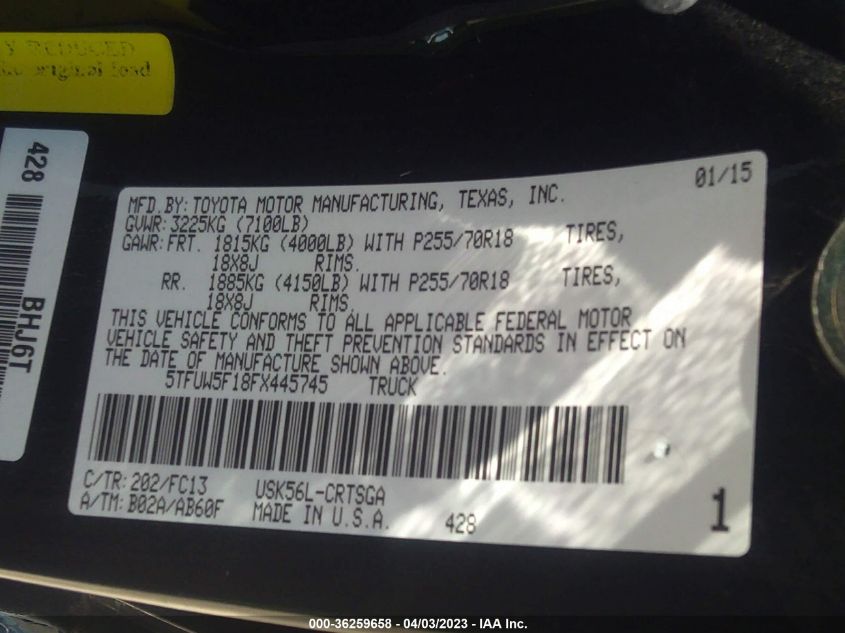 Y REDUCED
original load
428
BHJ6T
01/15
MFD.BY: TOYOTA MOTOR MANUFACTURING, TEXAS, INC.
GVWR: 3225KG (7100LB)
GAWR: FRT. 1815KG (4000LB) WITH P255/70R18 TIRES,
18X8J RIMS.
RR. 1885KG (4150LB) WITH P255/70R18 TIRES,
18X8J RIMS.
THIS VEHICLE CONFORMS TO ALL APPLICABLE FEDERAL MOTOR
VEHICLE SAFETY AND THEFT PREVENTION STANDARDS IN EFFECT ON
THE DATE OF MANUFACTURE SHOWN ABOVE.
5TFUW5F18FX445745 TRUCK
C/TR: 202/FC13 USK56L-CRTSGA
A/TM: B02A/AB60F MADE IN U.S.A. 428 1
000-36259658 - 04/03/2023 - IAA Inc.